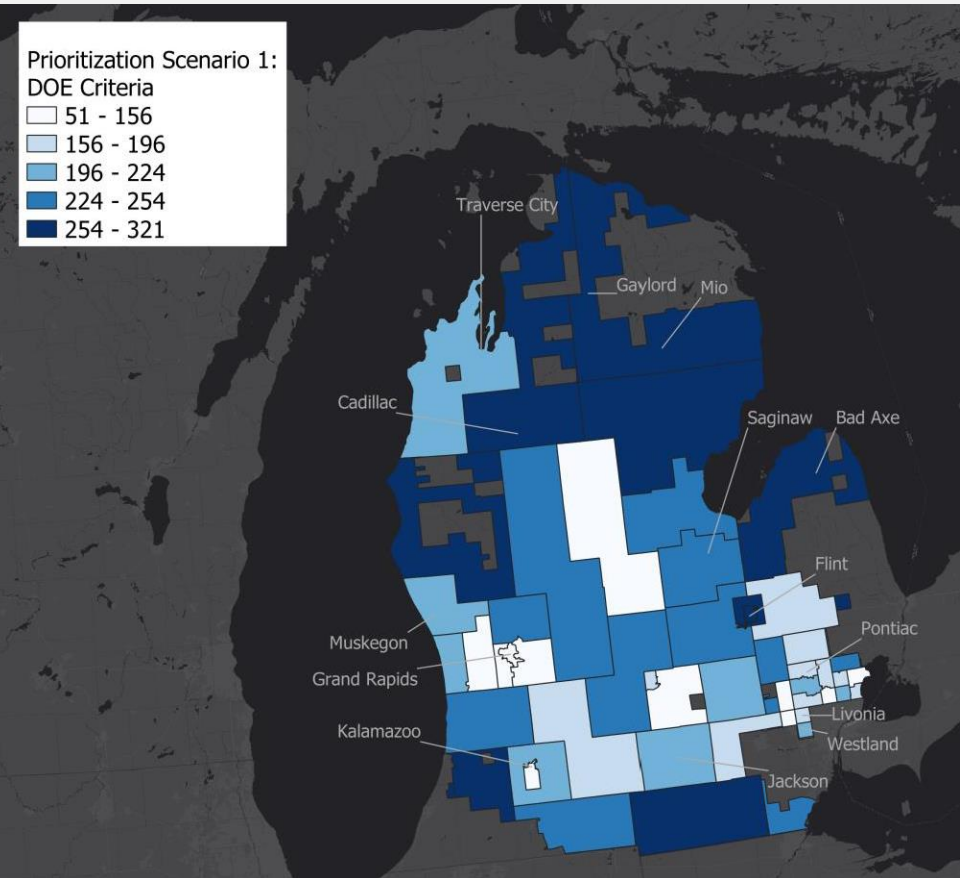 Prioritization Scenario 1:
DOE Criteria
51 - 156
156 - 196
196 - 224
224 - 254
254 - 321
Traverse City
Gaylord
Mio
Cadillac
Saginaw
Bad Axe
Flint
Muskegon
Pontiac
Grand Rapids
Livonia
Kalamazoo
Westland
Jackson